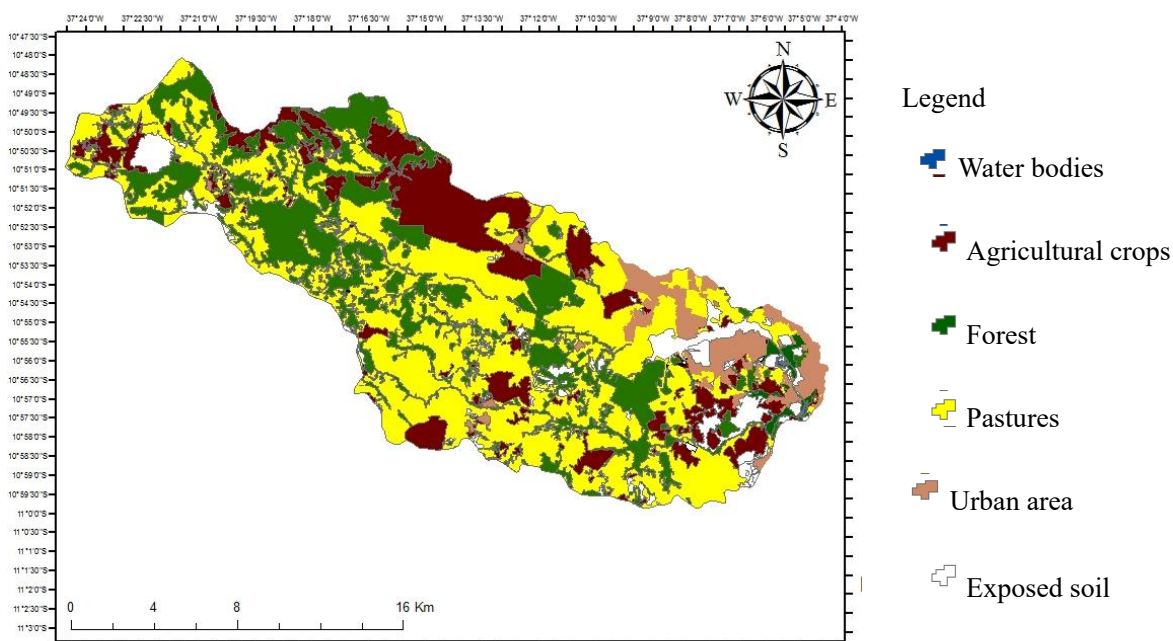 37°24'0"W 37°22'30"W 37°21'0"W 37°19'30"W 37°18'0"W 37°16'30"W 37°15'0"W 37°13'30"W 37°12'0"W 37°10'30"W 37°9'0"W 37°8'0"W 37°7'0"W 37°6'0"W 37°5'0"W 37°4'0"W
10°47'30"S
10°48'0"S
10°48'30"S
10°49'0"S
10°49'30"S
10°50'0"S
10°50'30"S
10°51'0"S
10°51'30"S
10°52'0"S
10°52'30"S
10°53'0"S
10°53'30"S
10°54'0"S
10°54'30"S
10°55'0"S
10°55'30"S
10°56'0"S
10°56'30"S
10°57'0"S
10°57'30"S
10°58'0"S
10°58'30"S
10°59'0"S
10°59'30"S
11°0'0"S
11°0'30"S
11°1'0"S
11°1'30"S
11°2'0"S
11°2'30"S
11°3'0"S
N
W E
S
0 4 8 16 Km
Legend
Water bodies
Agricultural crops
Forest
Pastures
Urban area
Exposed soil